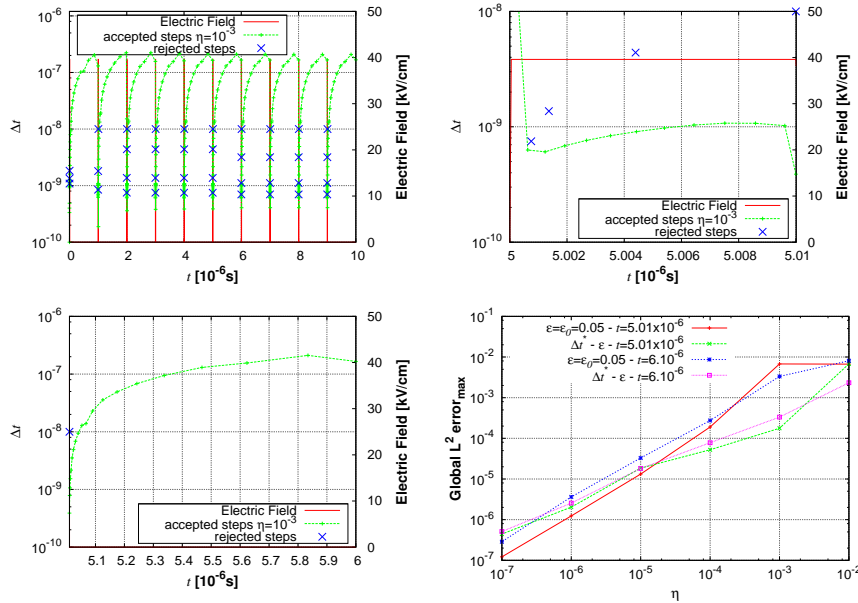 Electric Field
accepted steps η=10⁻³
rejected steps
10⁻⁶
10⁻⁷
10⁻⁸
10⁻⁹
10⁻¹⁰
Δt
0 2 4 6 8 10
t [10⁻⁶s]
50
40
30
20
10
0
Electric Field [kV/cm]
10⁻⁸
10⁻⁹
10⁻¹⁰
Δt
Electric Field
accepted steps η=10⁻³
rejected steps
5 5.002 5.004 5.006 5.008 5.01
t [10⁻⁶s]
50
40
30
20
10
0
Electric Field [kV/cm]
10⁻⁶
10⁻⁷
10⁻⁸
10⁻⁹
10⁻¹⁰
Δt
Electric Field
accepted steps η=10⁻³
rejected steps
5.1 5.2 5.3 5.4 5.5 5.6 5.7 5.8 5.9 6
t [10⁻⁶s]
50
40
30
20
10
0
Electric Field [kV/cm]
ε=ε₀=0.05 - t=5.01x10⁻⁶
Δt* - ε - t=5.01x10⁻⁶
ε=ε₀=0.05 - t=6.10⁻⁶
Δt* - ε - t=6.10⁻⁶
10⁻¹
10⁻²
10⁻³
10⁻⁴
10⁻⁵
10⁻⁶
10⁻⁷
Global L² error_max
10⁻⁷ 10⁻⁶ 10⁻⁵ 10⁻⁴ 10⁻³ 10⁻²
η